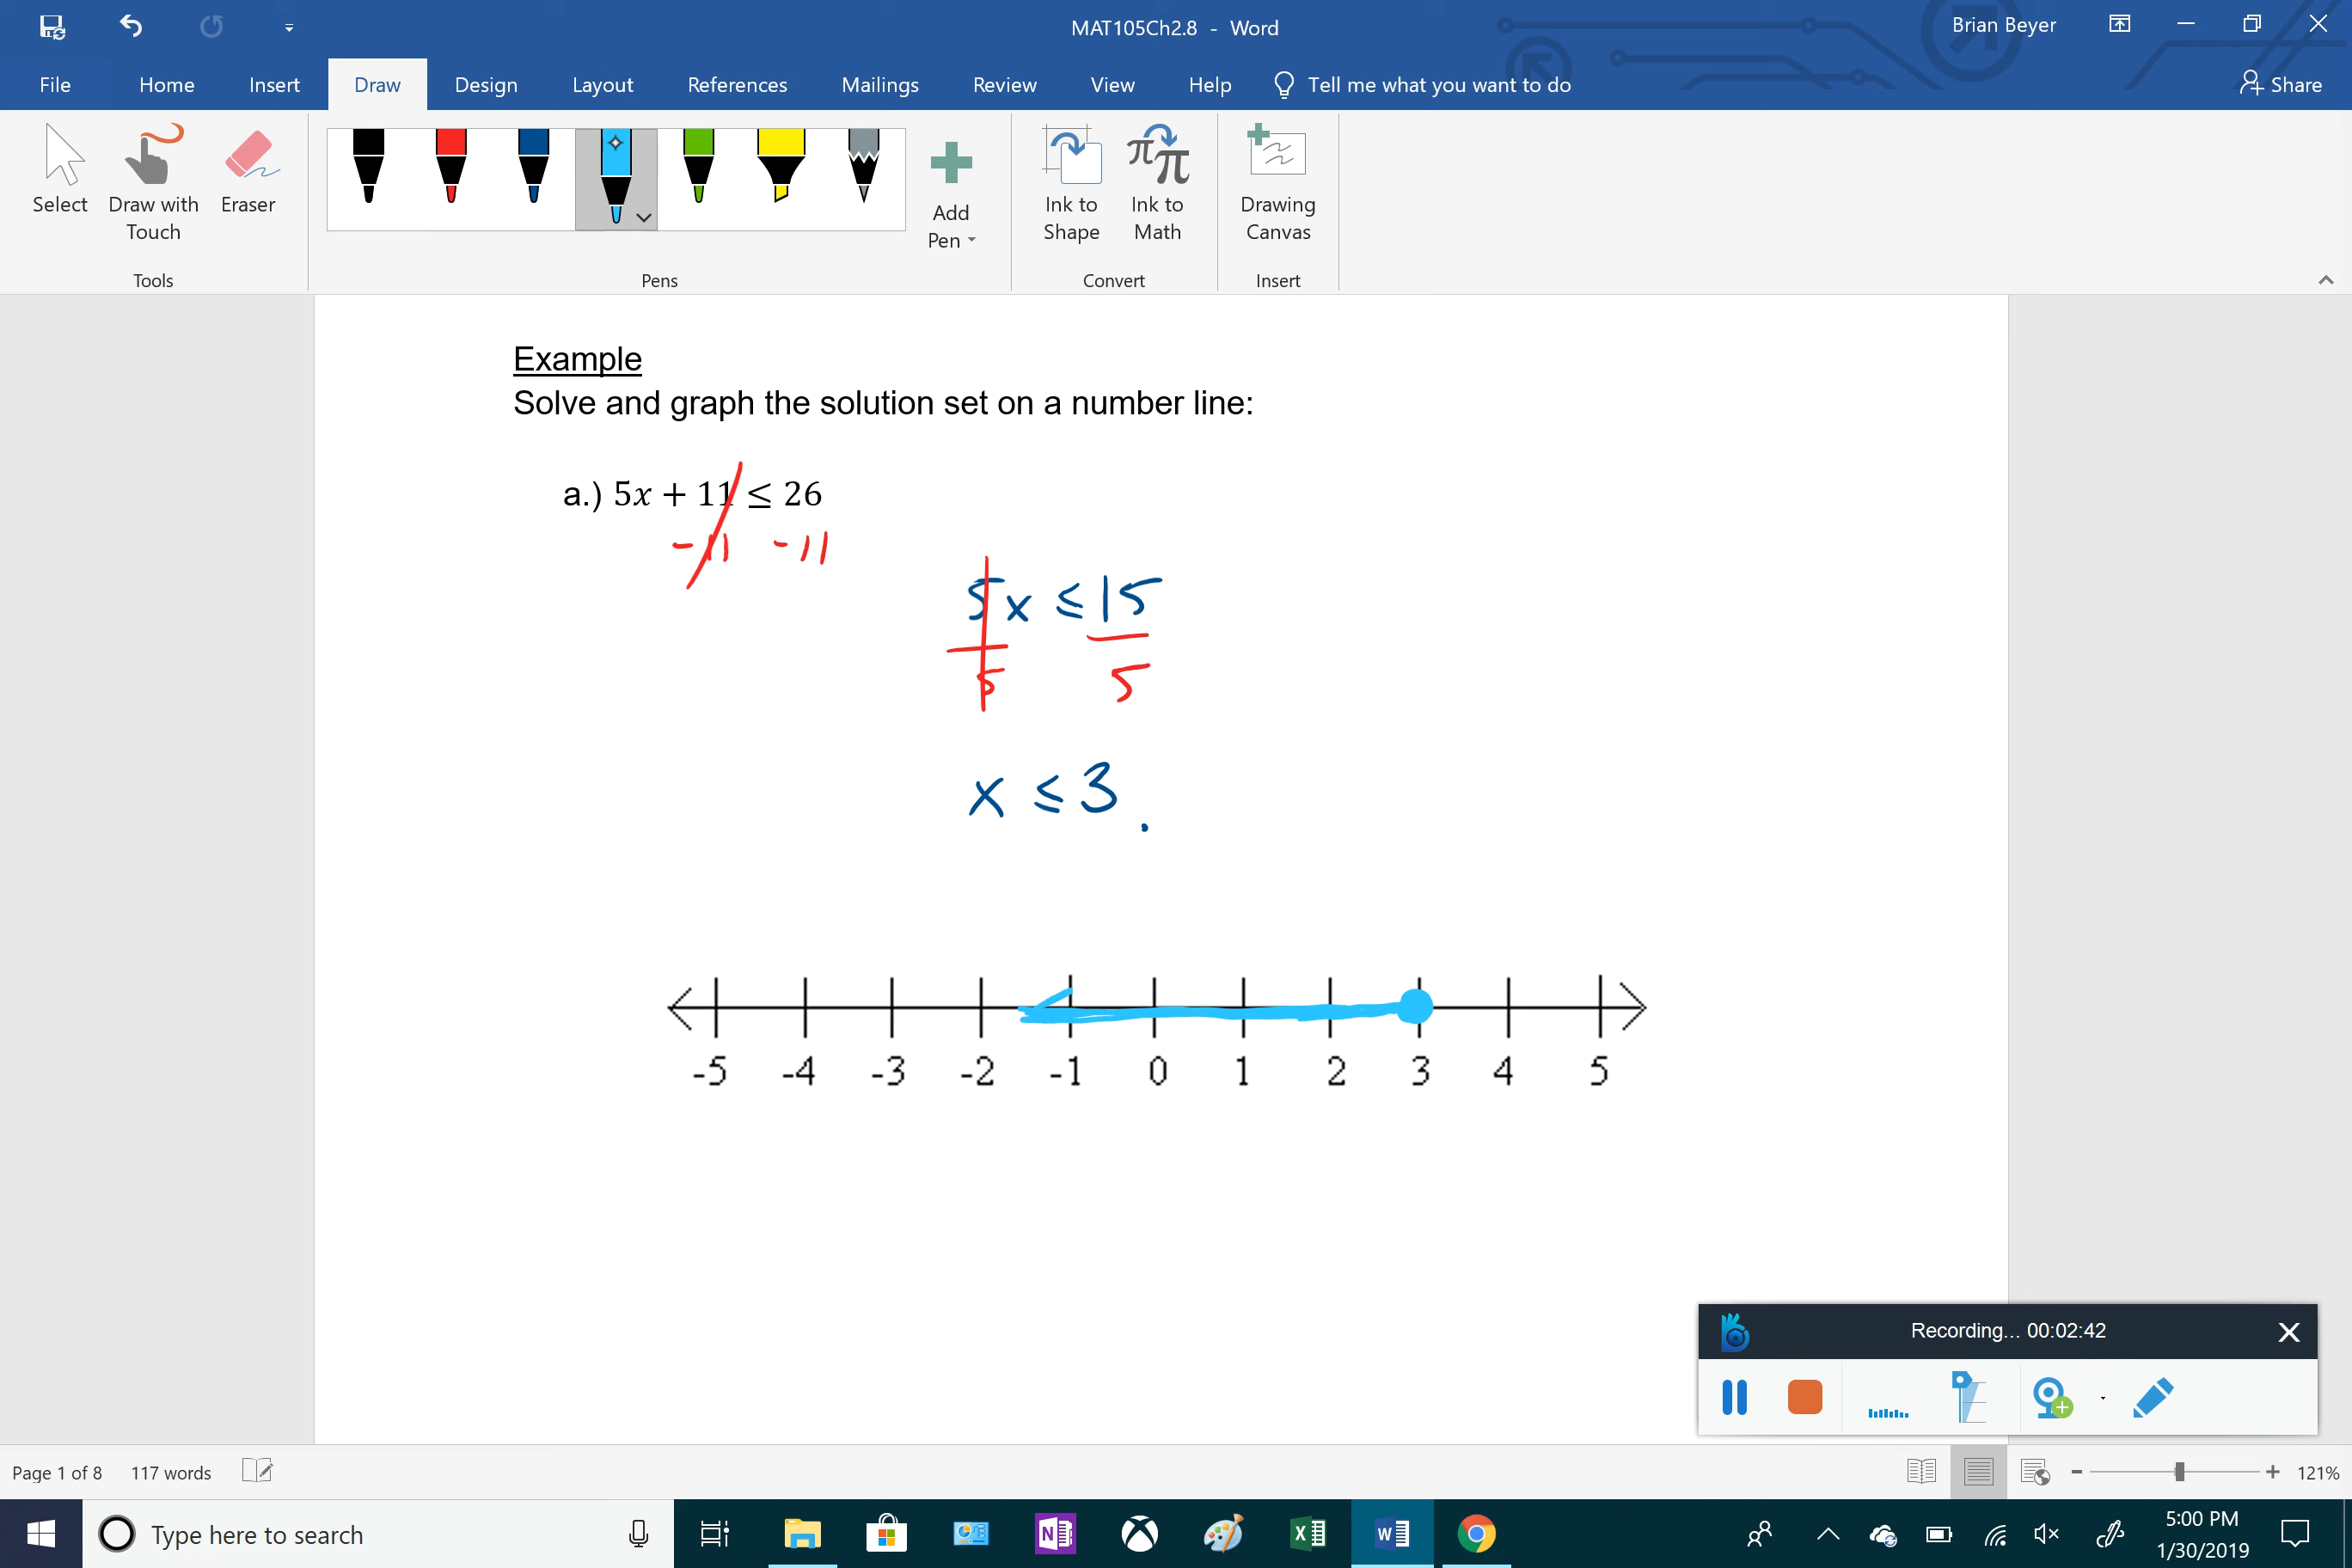 MAT105Ch2.8 - Word
Brian Beyer
File Home Insert Draw Design Layout References Mailings Review View Help Tell me what you want to do Share
Select Draw with Touch Eraser
Add Pen
Ink to Shape Ink to Math
Drawing Canvas
Tools Pens Convert Insert
Example
Solve and graph the solution set on a number line:
a.) 5x + 11 ≤ 26
-11 -11
5x ≤ 15
5 5
x ≤ 3 .
-5 -4 -3 -2 -1 0 1 2 3 4 5
Recording... 00:02:42
Page 1 of 8 117 words
121%
Type here to search
5:00 PM
1/30/2019